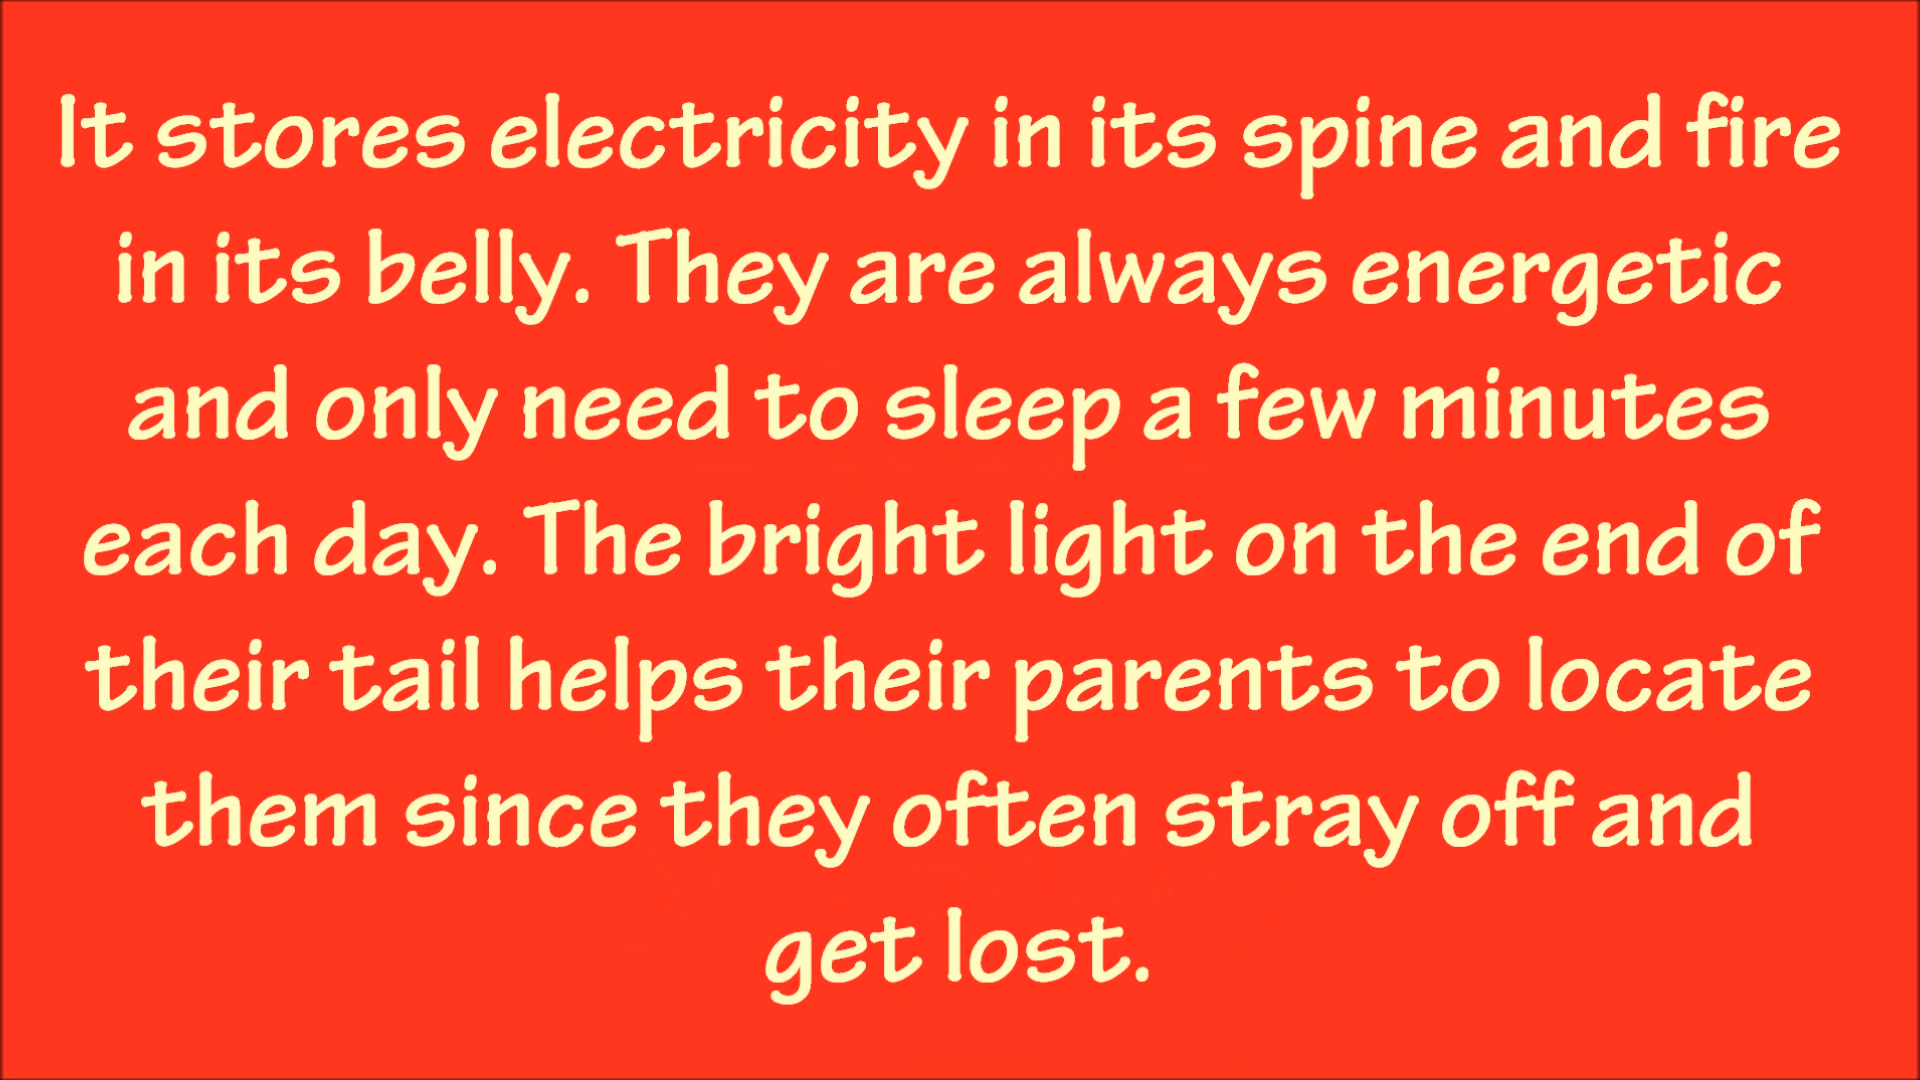 It stores electricity in its spine and fire
in its belly. They are always energetic
and only need to sleep a few minutes
each day. The bright light on the end of
their tail helps their parents to locate
them since they often stray off and
get lost.